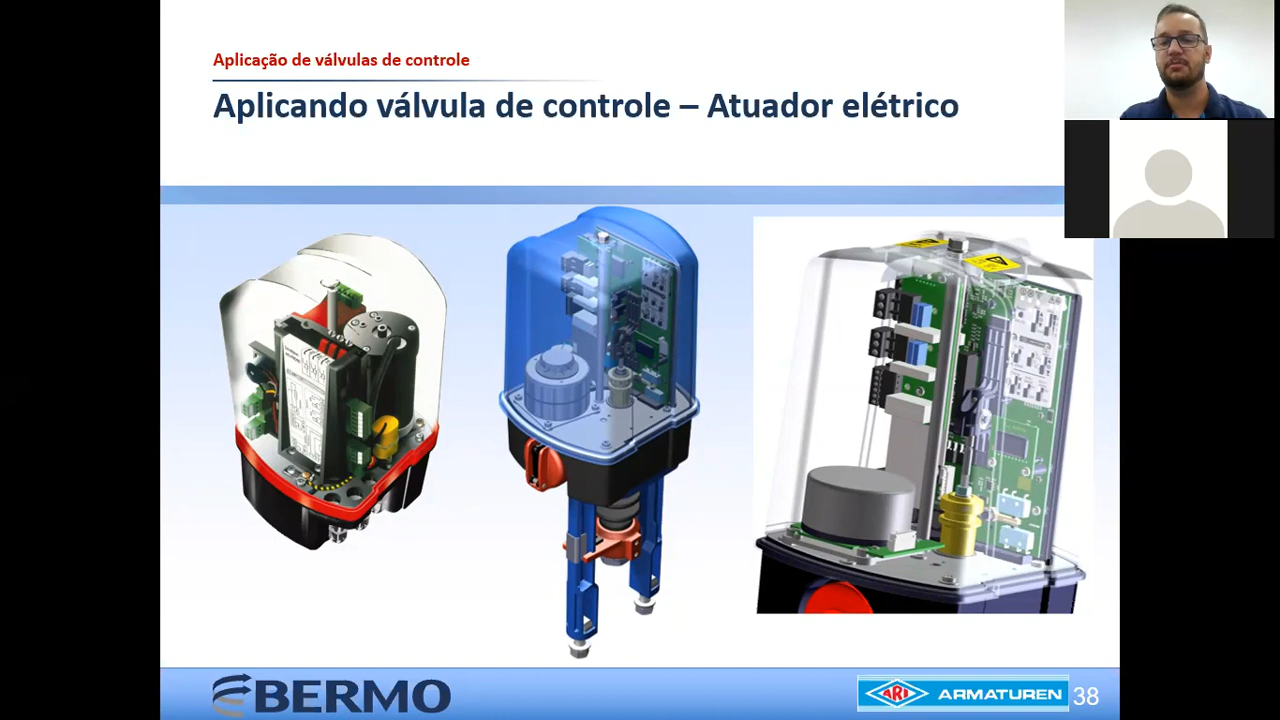 Aplicação de válvulas de controle
Aplicando válvula de controle – Atuador elétrico
BERMO
ARI ARMATUREN 38